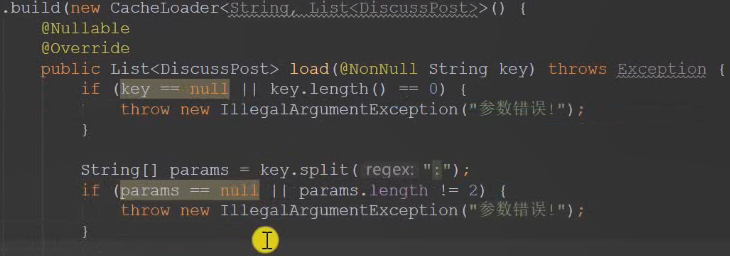 .build(new CacheLoader<String, List<DiscussPost>>() {
@Nullable
@Override
public List<DiscussPost> load(@NonNull String key) throws Exception {
if (key == null || key.length() == 0) {
throw new IllegalArgumentException("参数错误!");
}
String[] params = key.split( regex: ":");
if (params == null || params.length != 2) {
throw new IllegalArgumentException("参数错误!");
}